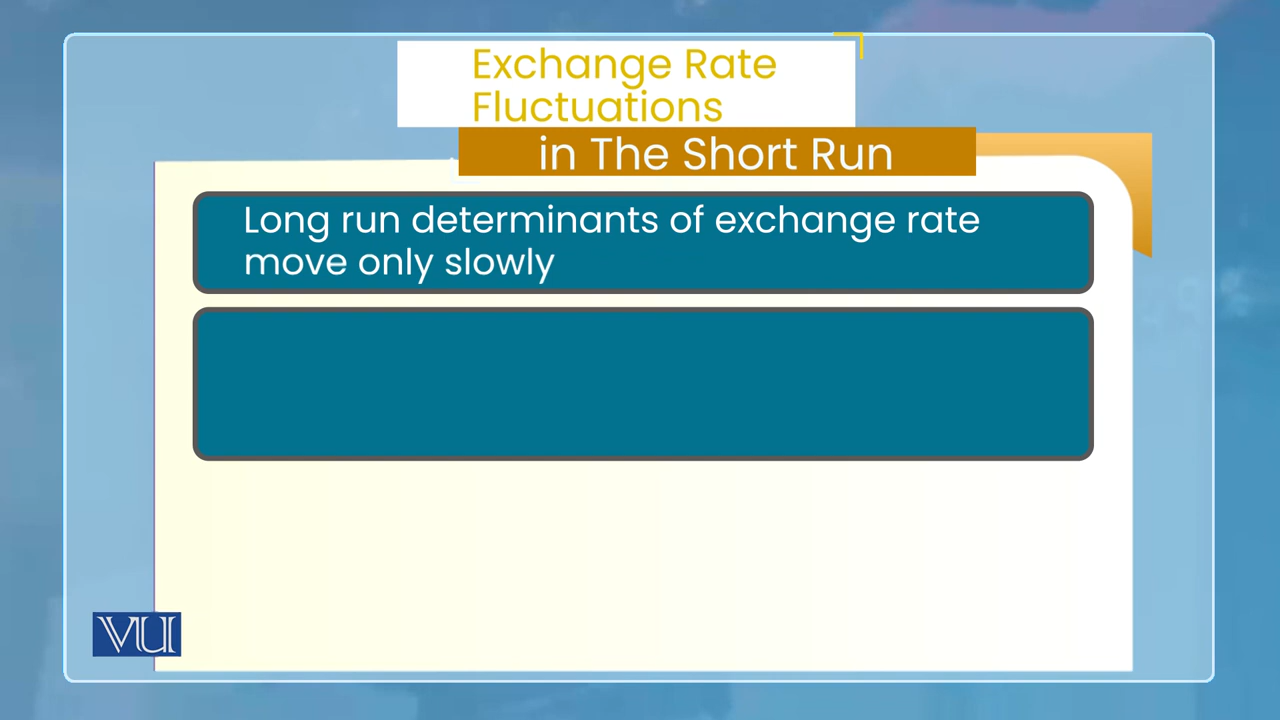 Exchange Rate
Fluctuations
in The Short Run
Long run determinants of exchange rate
move only slowly
VU